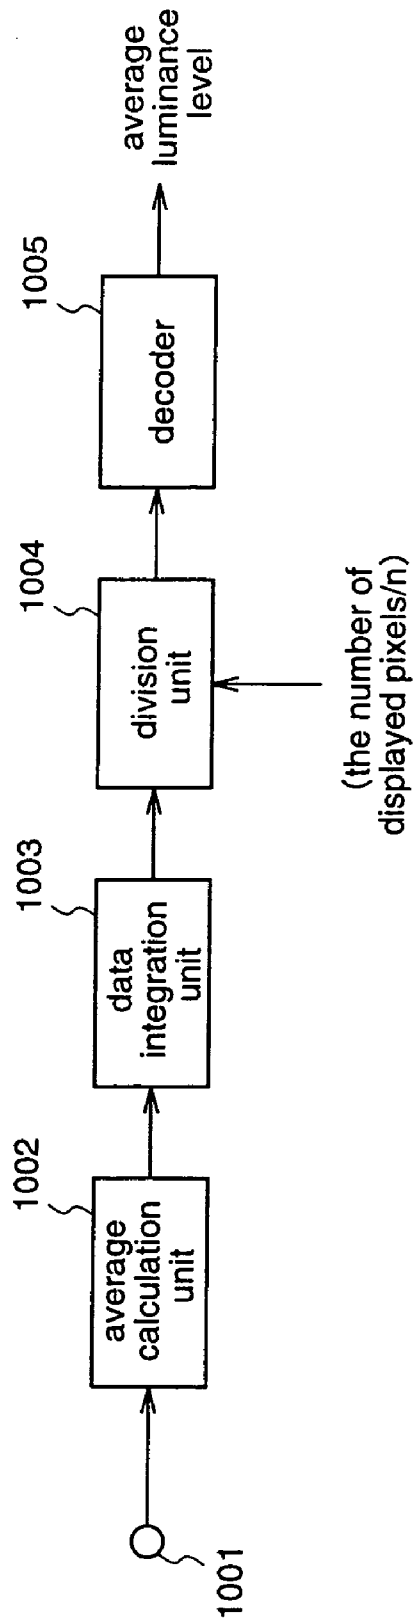 1001
1002
average
calculation
unit
1003
data
integration
unit
1004
division
unit
(the number of
displayed pixels/n)
1005
decoder
average
luminance
level